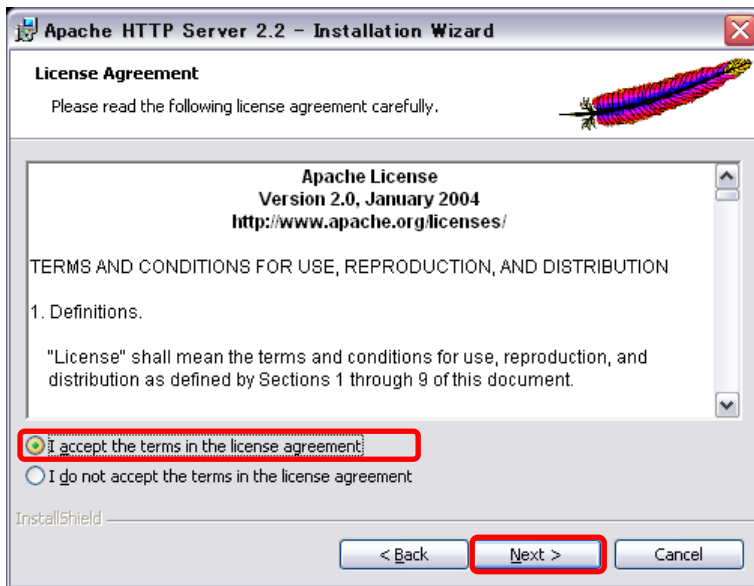 Apache HTTP Server 2.2 - Installation Wizard
License Agreement
Please read the following license agreement carefully.
Apache License
Version 2.0, January 2004
http://www.apache.org/licenses/
TERMS AND CONDITIONS FOR USE, REPRODUCTION, AND DISTRIBUTION
1. Definitions.
"License" shall mean the terms and conditions for use, reproduction, and
distribution as defined by Sections 1 through 9 of this document.
I accept the terms in the license agreement
I do not accept the terms in the license agreement
InstallShield
< Back Next > Cancel